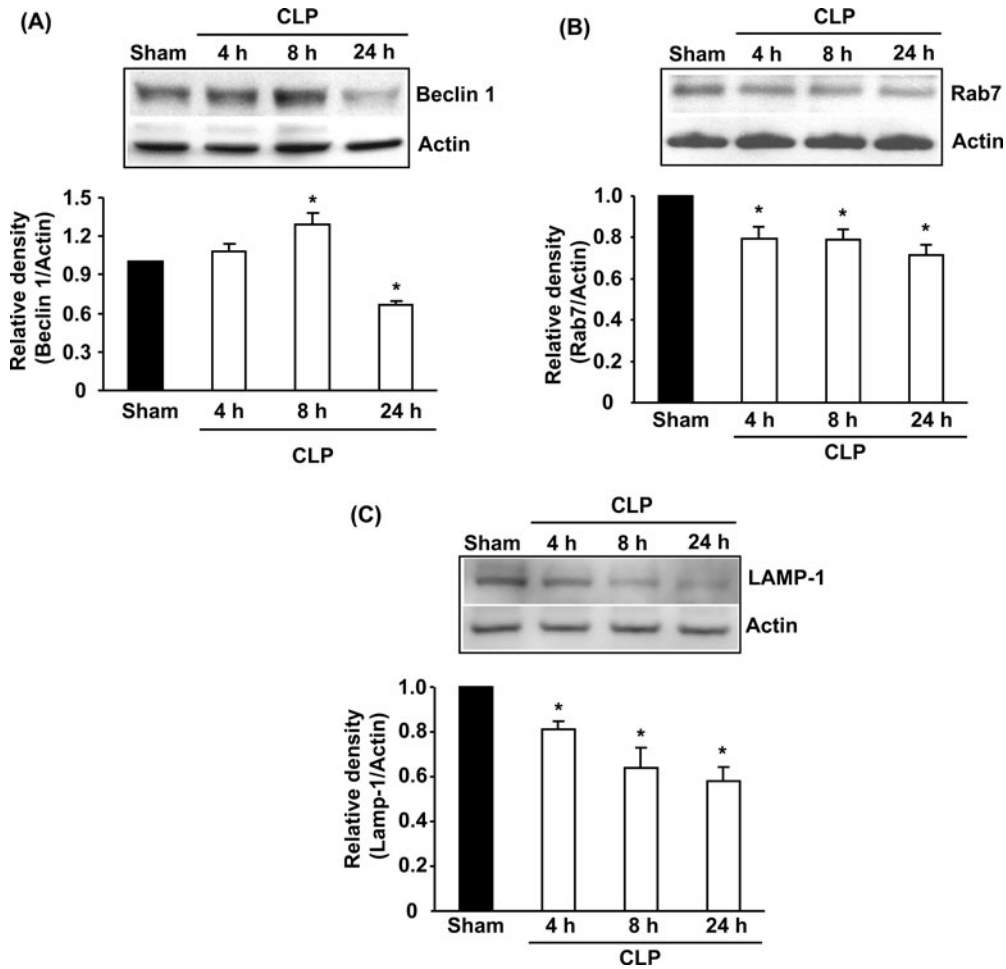 (A)
CLP
Sham 4 h 8 h 24 h
Beclin 1
Actin
Relative density
(Beclin 1/Actin)
1.5
1.2
0.9
0.6
0.3
0
*
*
Sham 4 h 8 h 24 h
CLP
(B)
CLP
Sham 4 h 8 h 24 h
Rab7
Actin
Relative density
(Rab7/Actin)
1.0
0.8
0.6
0.4
0.2
0
* * *
Sham 4 h 8 h 24 h
CLP
(C)
CLP
Sham 4 h 8 h 24 h
LAMP-1
Actin
Relative density
(Lamp-1/Actin)
1.0
0.8
0.6
0.4
0.2
0
* * *
Sham 4 h 8 h 24 h
CLP